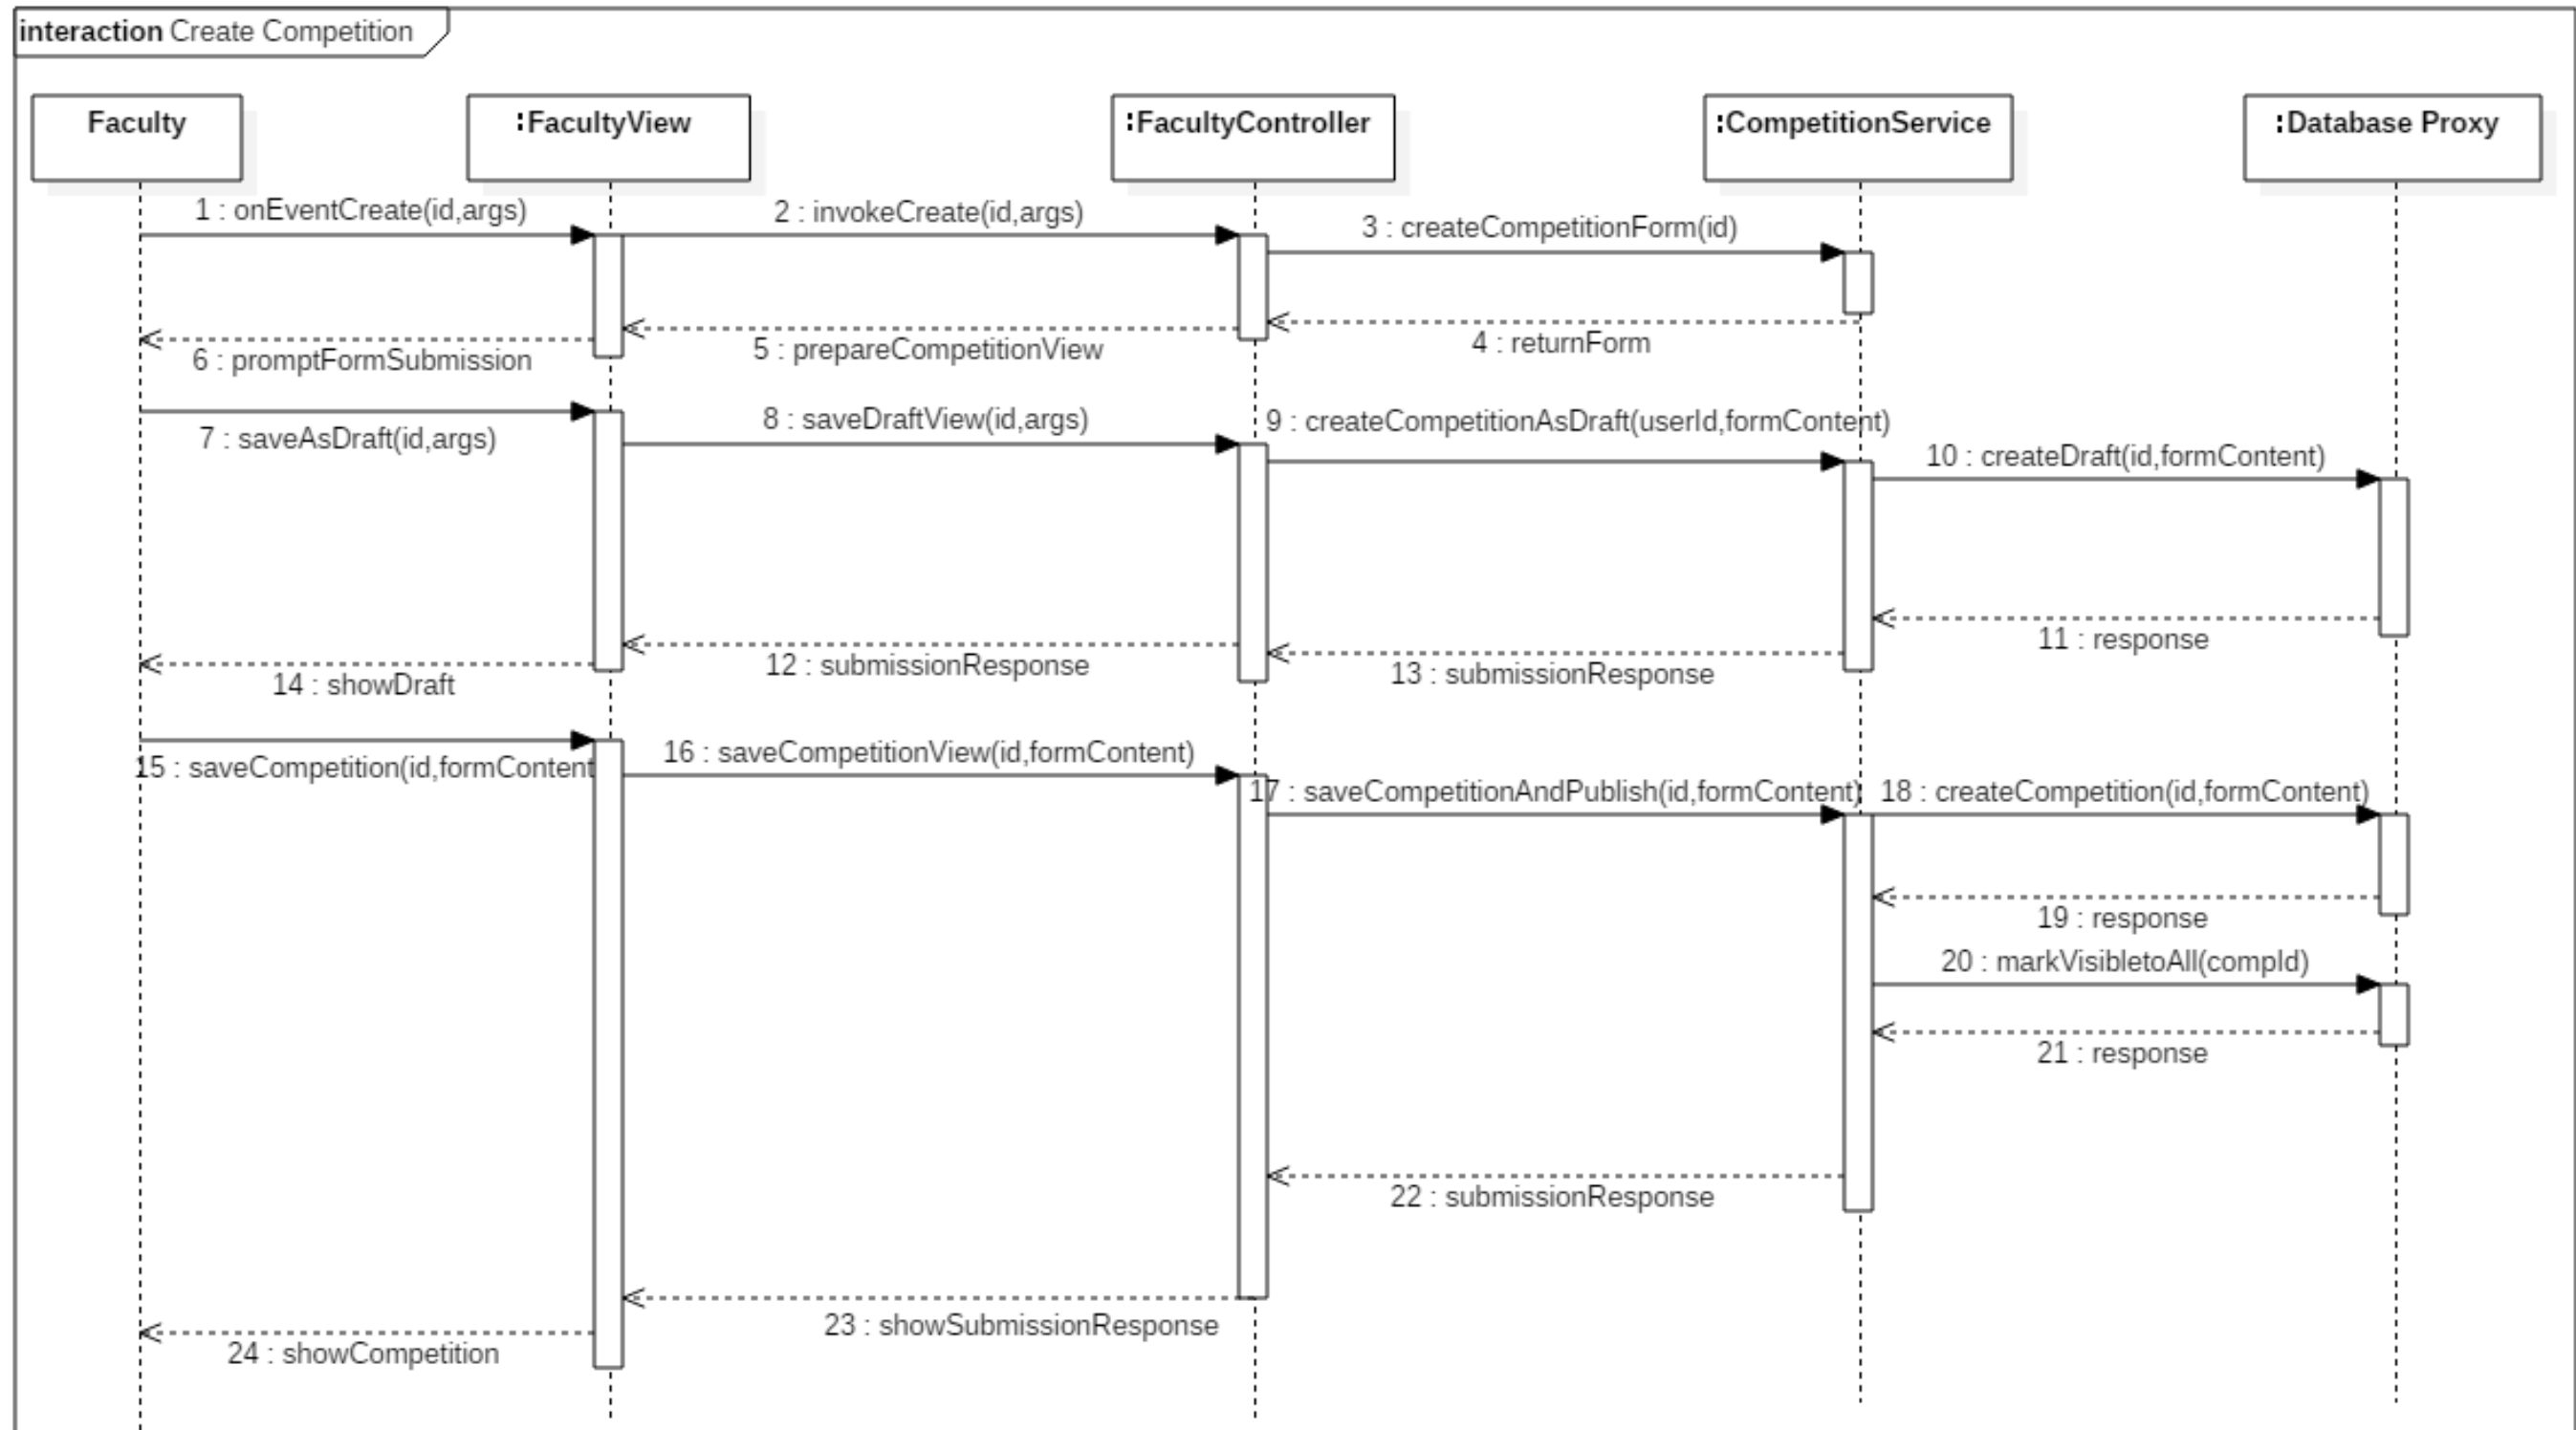 interaction Create Competition
Faculty
:FacultyView
:FacultyController
:CompetitionService
:Database Proxy
1 : onEventCreate(id,args)
2 : invokeCreate(id,args)
3 : createCompetitionForm(id)
4 : returnForm
5 : prepareCompetitionView
6 : promptFormSubmission
7 : saveAsDraft(id,args)
8 : saveDraftView(id,args)
9 : createCompetitionAsDraft(userId,formContent)
10 : createDraft(id,formContent)
11 : response
12 : submissionResponse
13 : submissionResponse
14 : showDraft
15 : saveCompetition(id,formContent
16 : saveCompetitionView(id,formContent)
17 : saveCompetitionAndPublish(id,formContent)
18 : createCompetition(id,formContent)
19 : response
20 : markVisibletoAll(compId)
21 : response
22 : submissionResponse
23 : showSubmissionResponse
24 : showCompetition